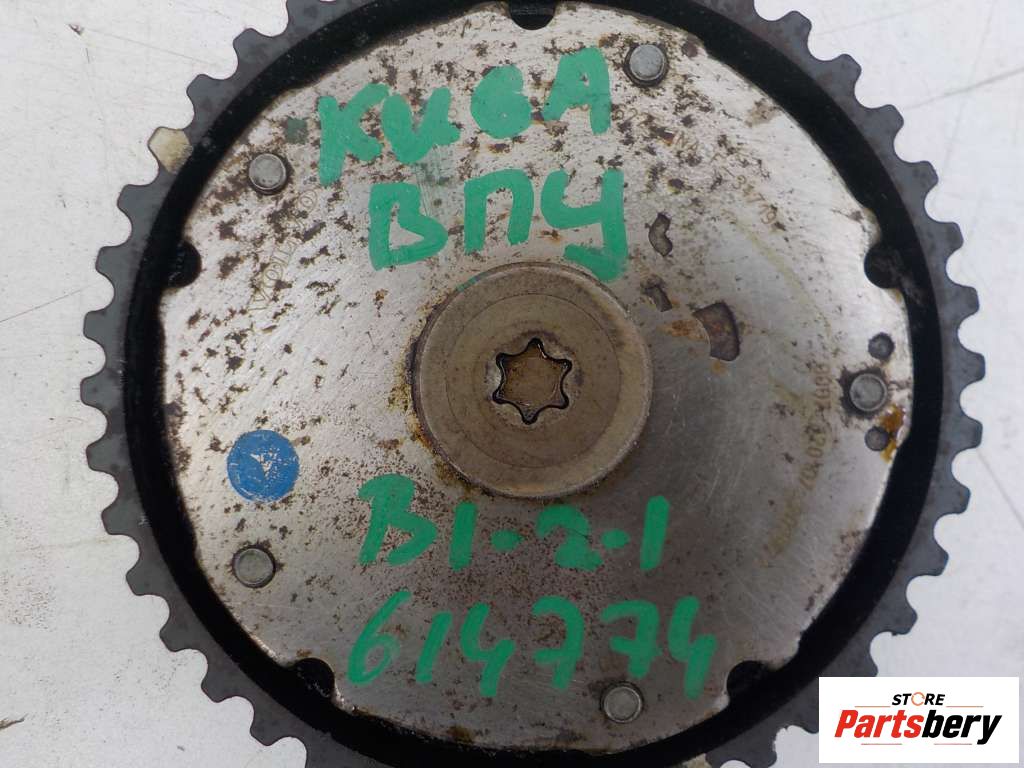 KUGA
ВПУ
B1-2-1
614774
STORE
Partsbery